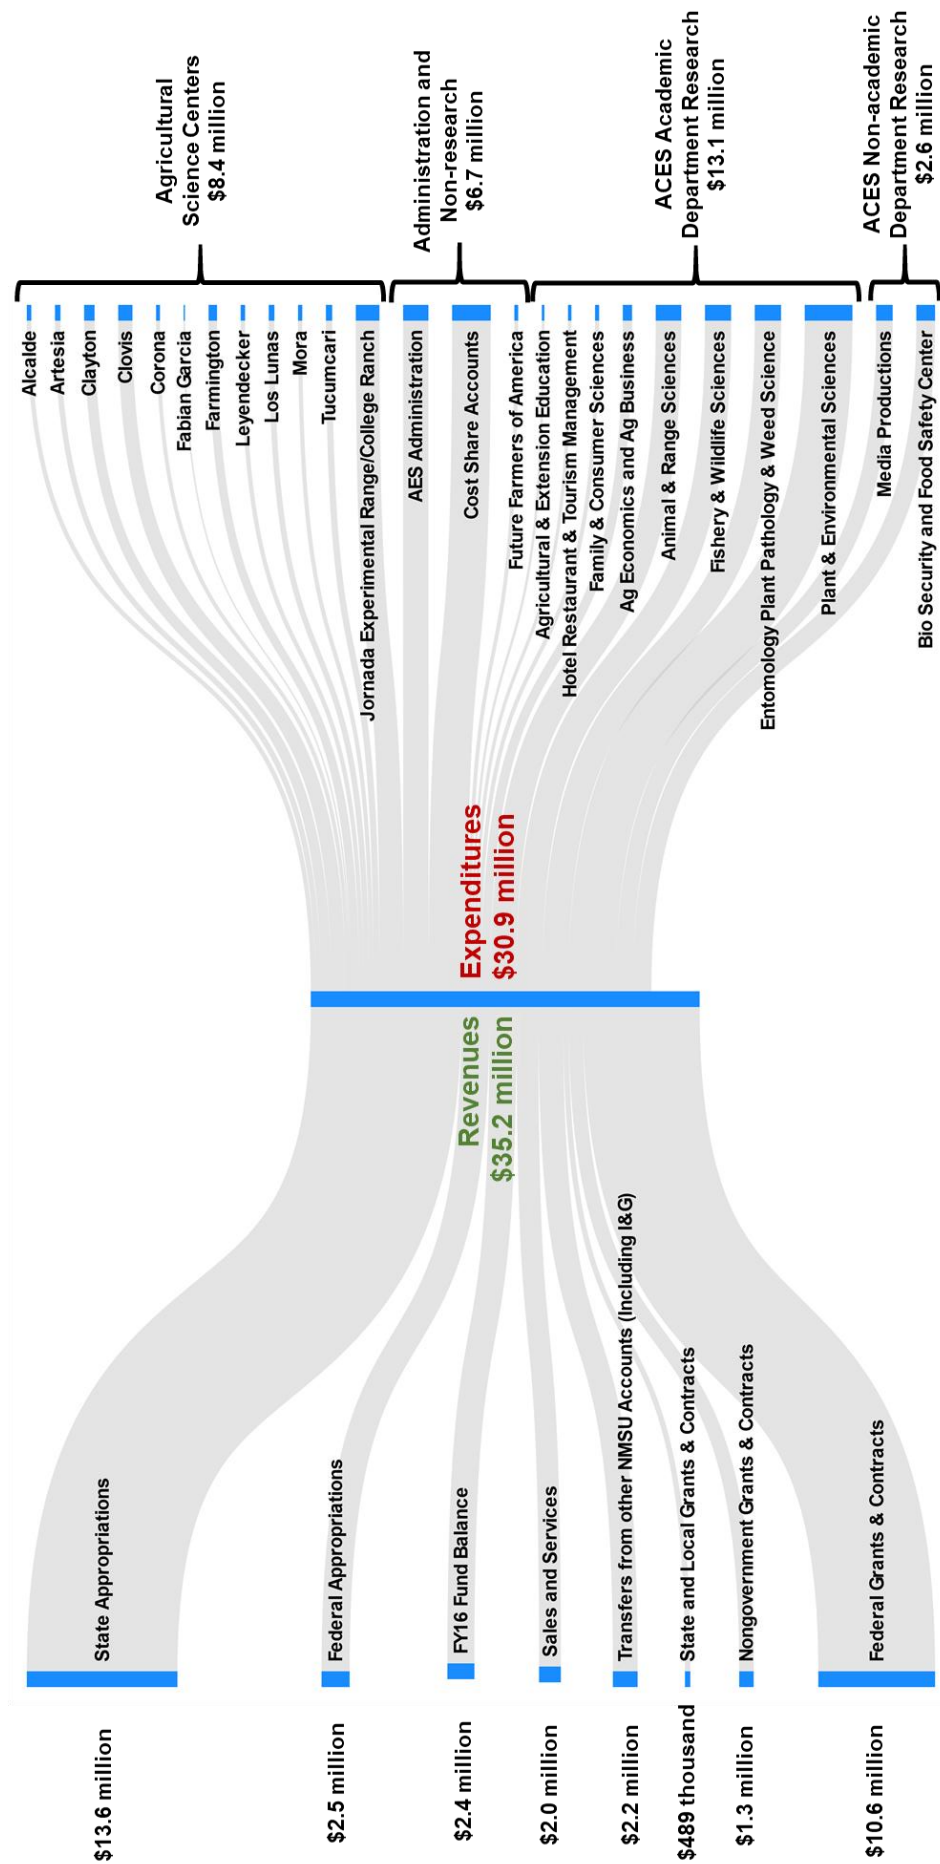 $13.6 million
$2.5 million
$2.4 million
$2.0 million
$2.2 million
$489 thousand
$1.3 million
$10.6 million
State Appropriations
Federal Appropriations
FY16 Fund Balance
Sales and Services
Transfers from other NMSU Accounts (Including I&G)
State and Local Grants & Contracts
Nongovernment Grants & Contracts
Federal Grants & Contracts
Revenues
$35.2 million
Expenditures
$30.9 million
Alcalde
Artesia
Clayton
Clovis
Corona
Fabian Garcia
Farmington
Leyendecker
Los Lunas
Mora
Tucumcari
Jornada Experimental Range/College Ranch
AES Administration
Cost Share Accounts
Future Farmers of America
Agricultural & Extension Education
Hotel Restaurant & Tourism Management
Family & Consumer Sciences
Ag Economics and Ag Business
Animal & Range Sciences
Fishery & Wildlife Sciences
Entomology Plant Pathology & Weed Science
Plant & Environmental Sciences
Media Productions
Bio Security and Food Safety Center
Agricultural
Science Centers
$8.4 million
Administration and
Non-research
$6.7 million
ACES Academic
Department Research
$13.1 million
ACES Non-academic
Department Research
$2.6 million